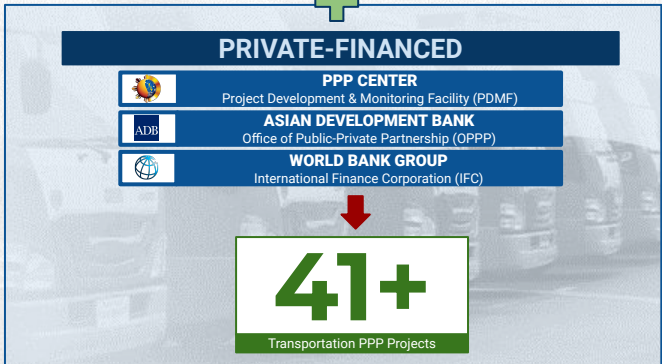 PRIVATE-FINANCED
PPP CENTER
Project Development & Monitoring Facility (PDMF)
ADB
ASIAN DEVELOPMENT BANK
Office of Public-Private Partnership (OPPP)
WORLD BANK GROUP
International Finance Corporation (IFC)
41+
Transportation PPP Projects